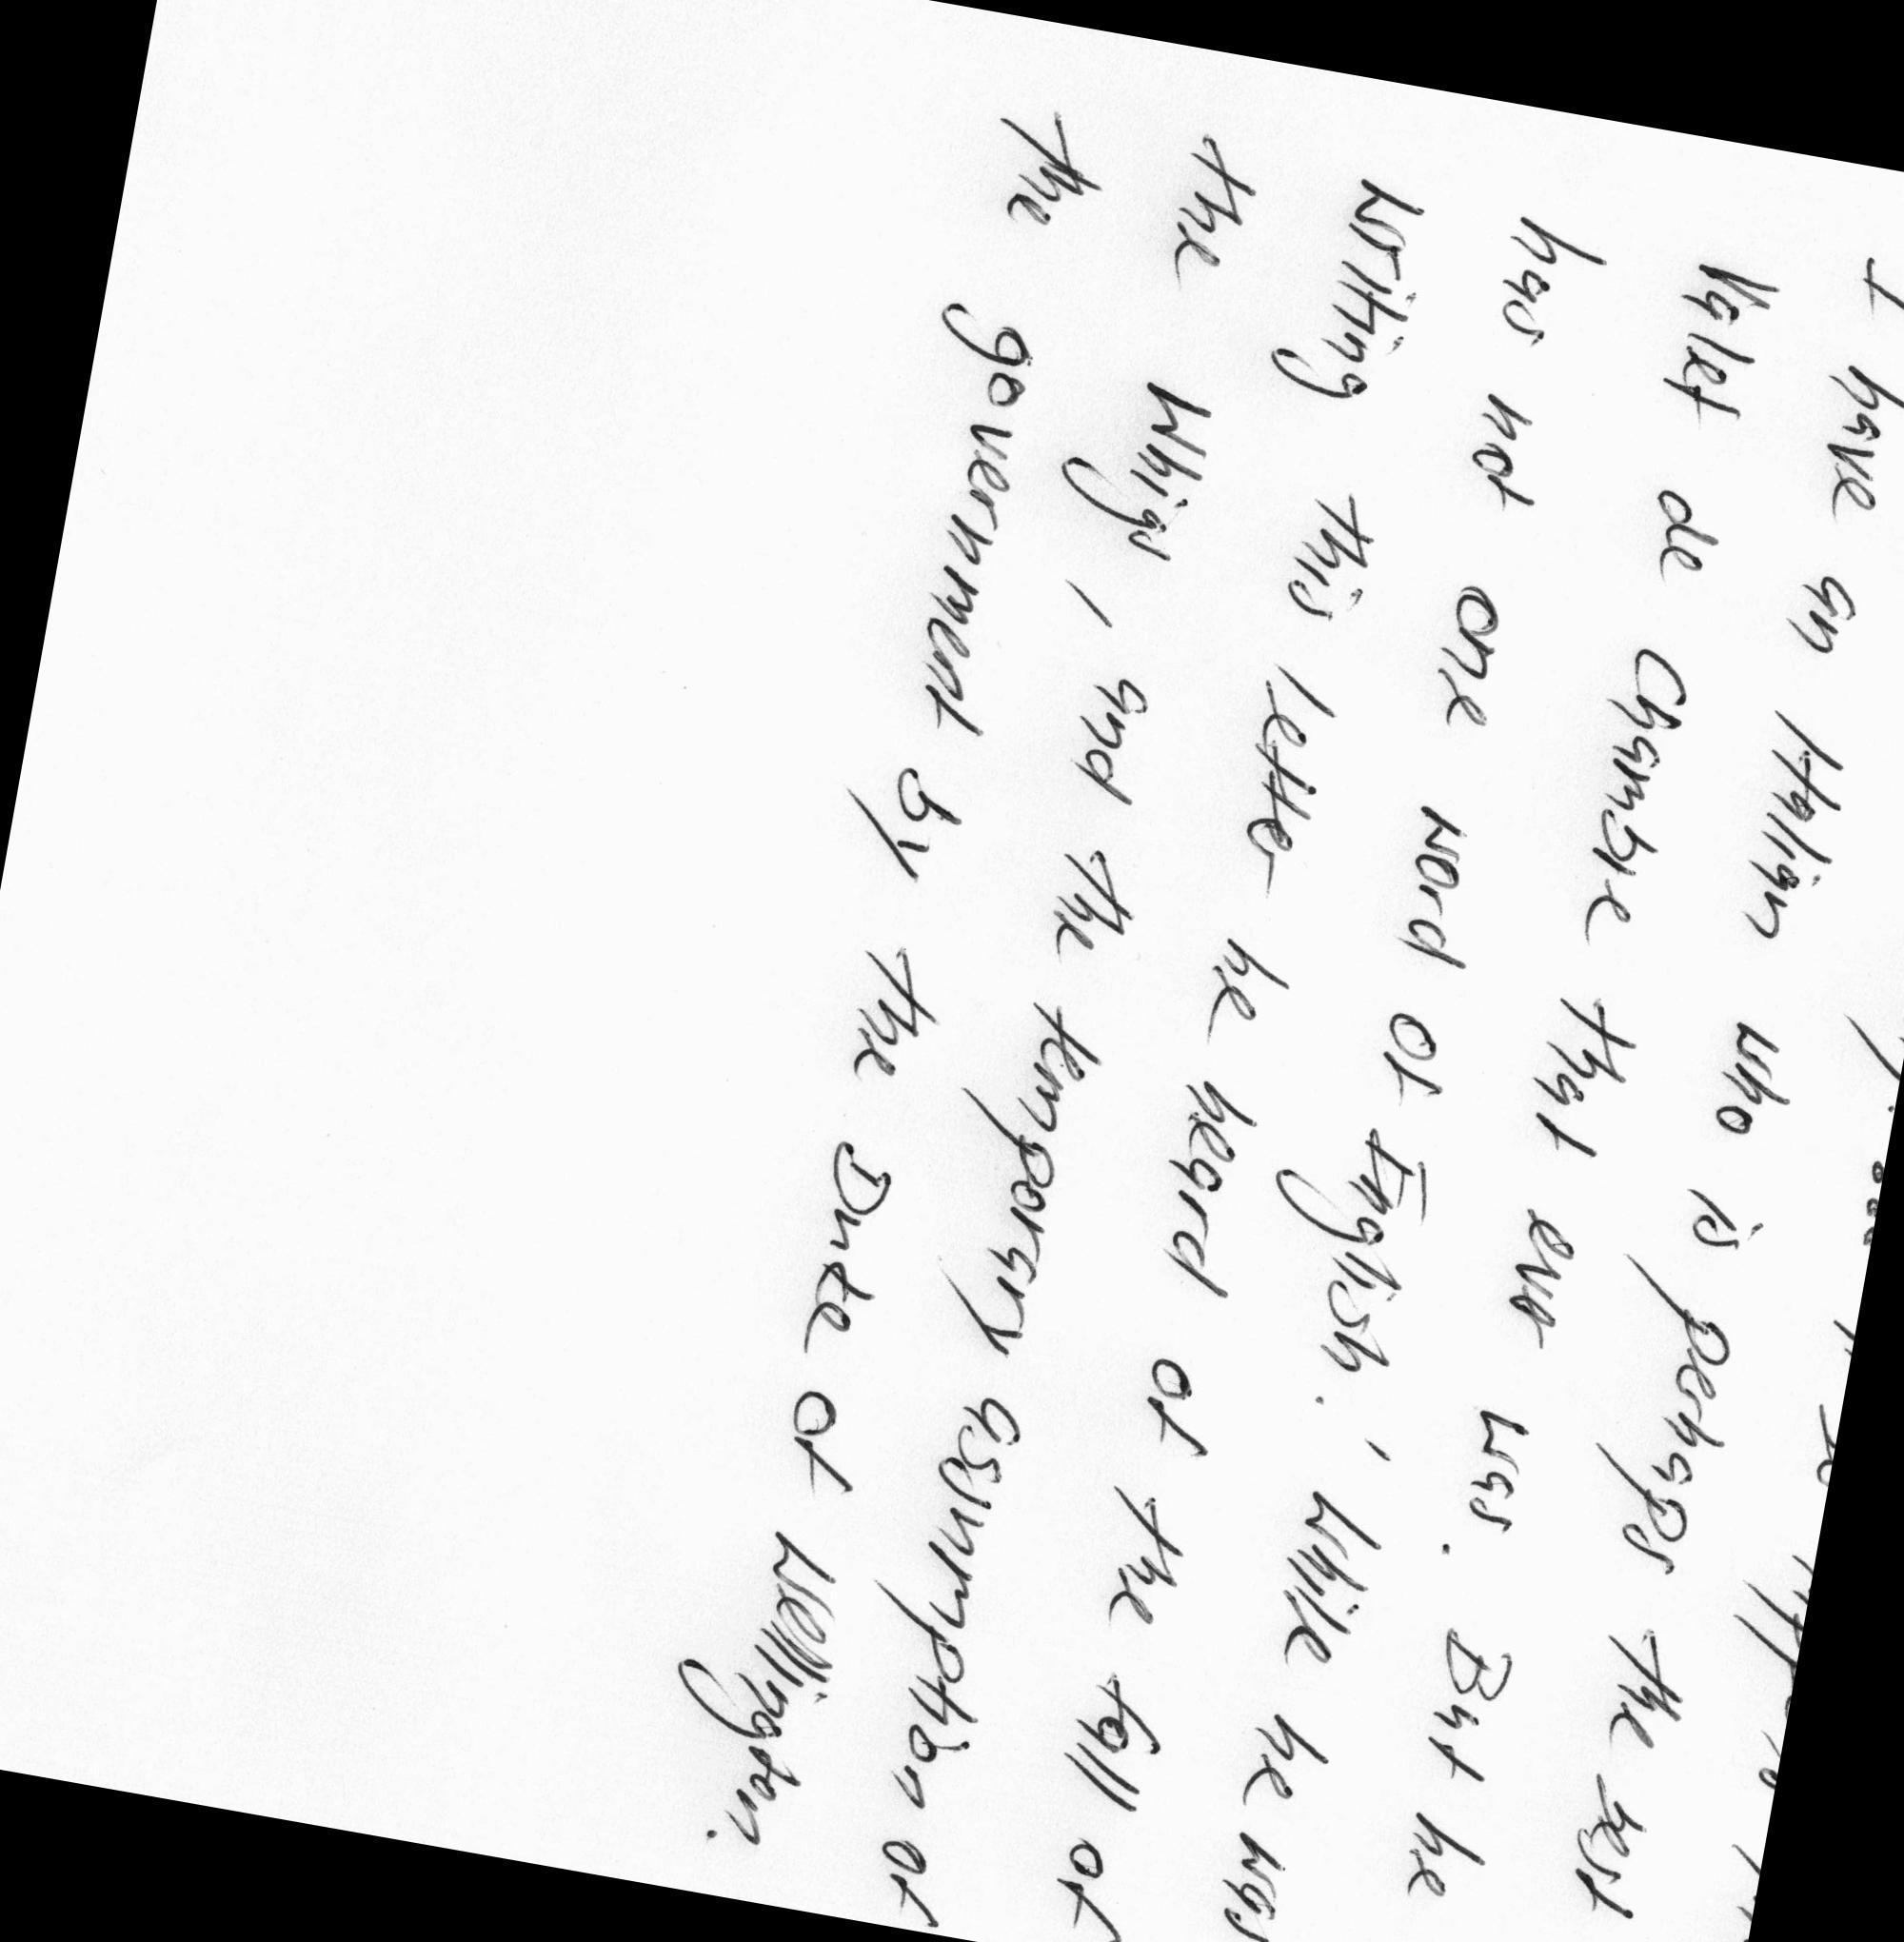 I have an Italian who is perhaps the best
Valet de Chambre that ever was. But he
has not one word of English.' While he was
writing this letter he heard of the fall of
the Whigs, and the temporary assumption of
the government by the Duke of Wellington.